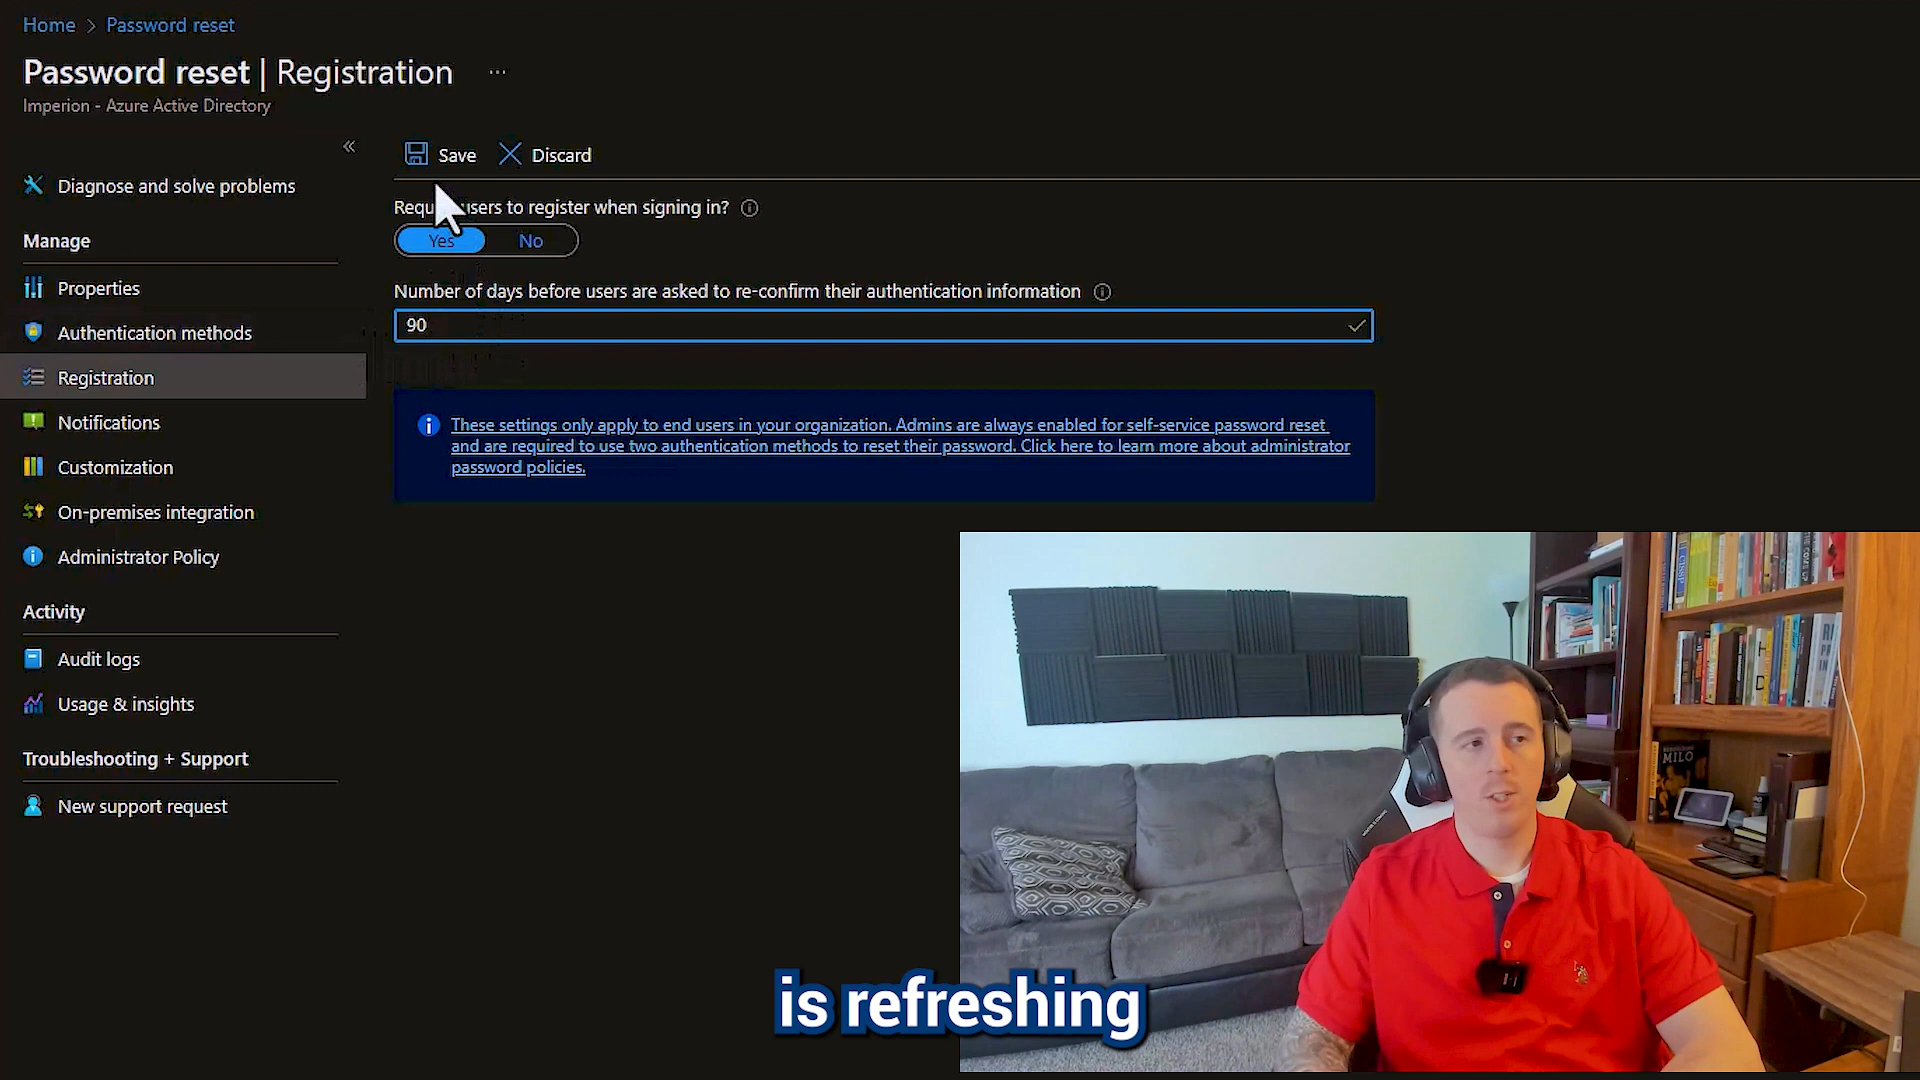 Home > Password reset
Password reset | Registration ...
Imperion - Azure Active Directory
«
Save Discard
Diagnose and solve problems
Requ users to register when signing in?
Yes No
Manage
Properties
Authentication methods
Registration
Notifications
Customization
On-premises integration
Administrator Policy
Number of days before users are asked to re-confirm their authentication information
90
These settings only apply to end users in your organization. Admins are always enabled for self-service password reset
and are required to use two authentication methods to reset their password. Click here to learn more about administrator
password policies.
Activity
Audit logs
Usage & insights
Troubleshooting + Support
New support request
CISSP
MILO
is refreshing